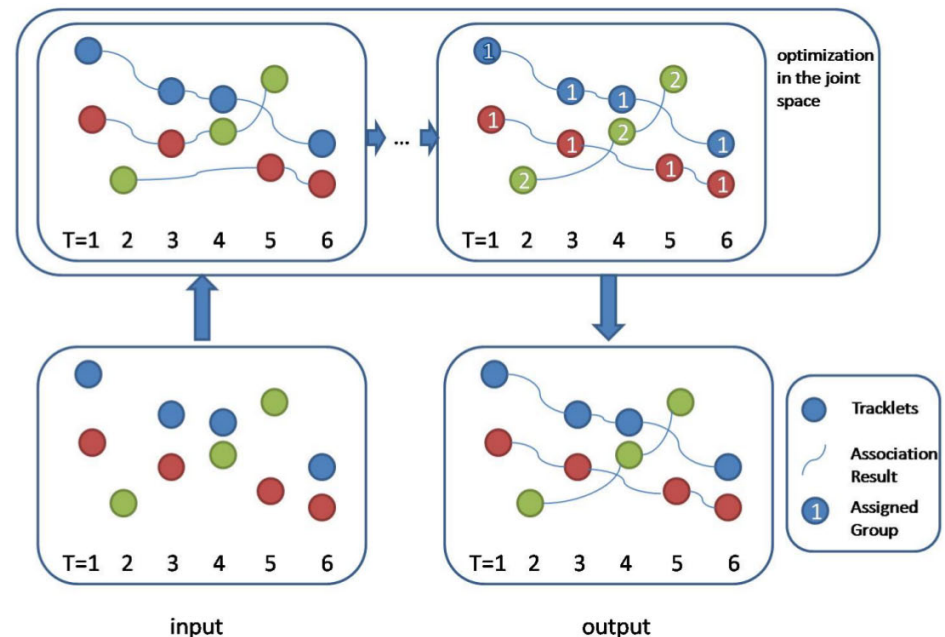 1
1
1
1
1
1
1
1
2
2
2
optimization
in the joint
space
...
T=1 2 3 4 5 6
T=1 2 3 4 5 6
T=1 2 3 4 5 6
T=1 2 3 4 5 6
Tracklets
Association
Result
1
Assigned
Group
input
output